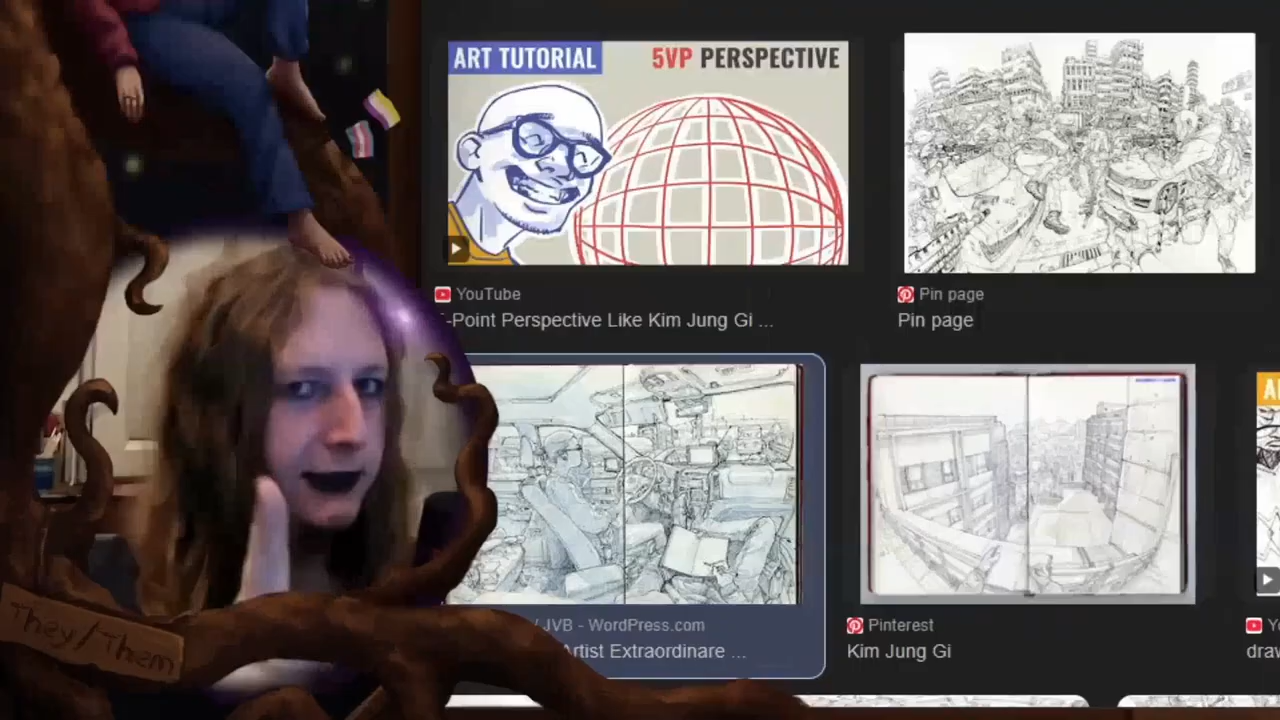 ART TUTORIAL
5VP PERSPECTIVE
YouTube
-Point Perspective Like Kim Jung Gi ...
Pin page
Pin page
/ JVB - WordPress.com
Artist Extraordinare ...
Pinterest
Kim Jung Gi
They/Them